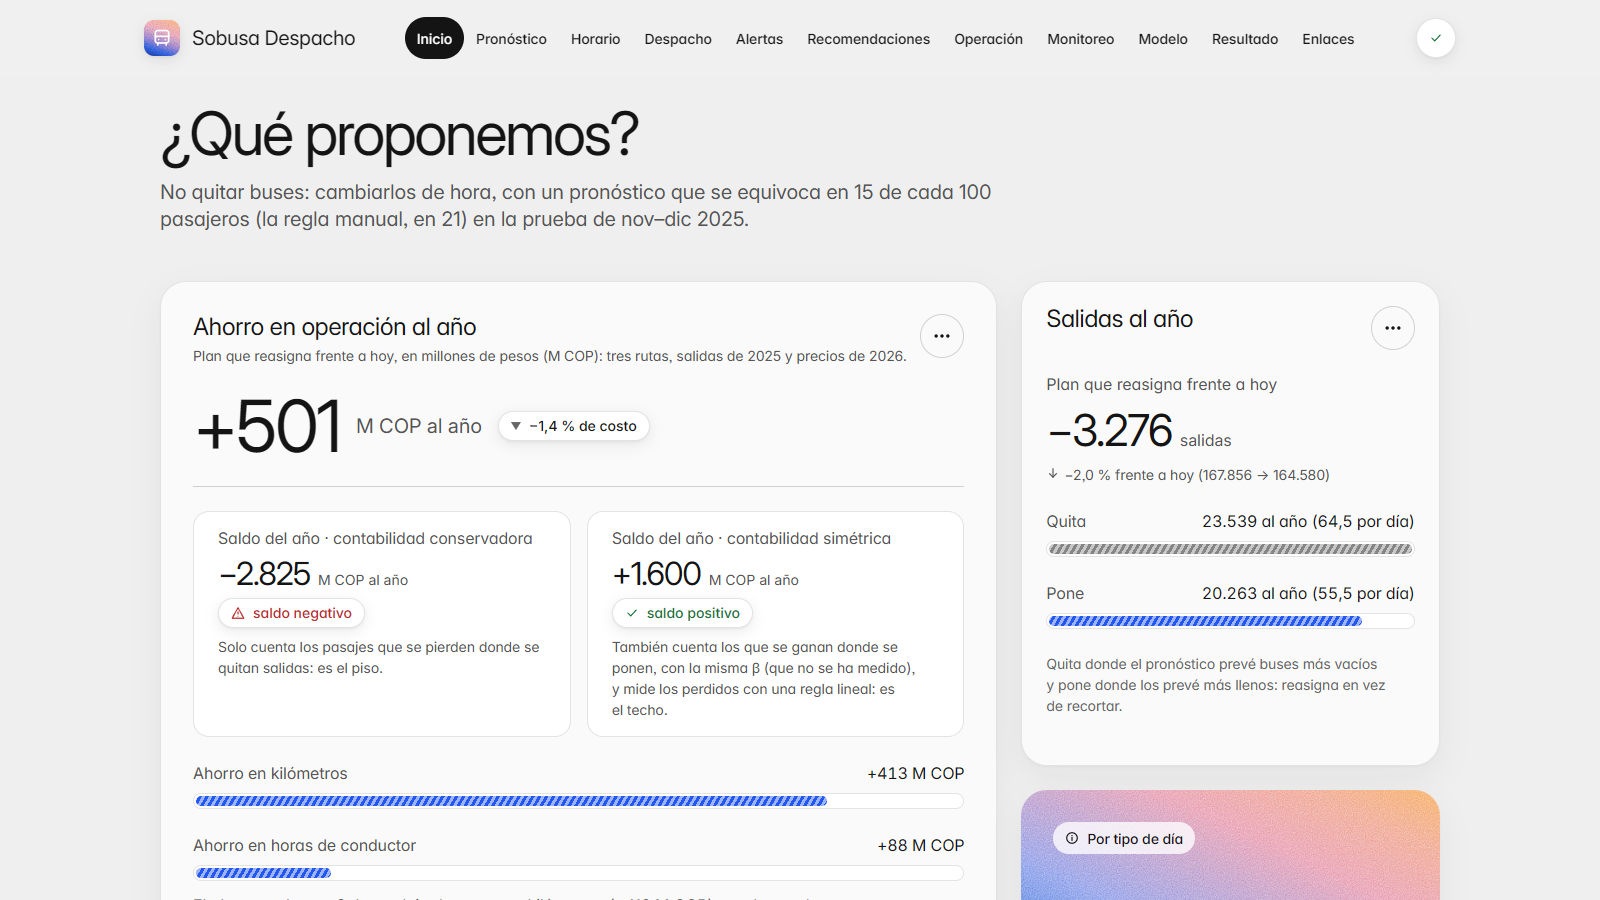 Sobusa Despacho
Inicio
Pronóstico
Horario
Despacho
Alertas
Recomendaciones
Operación
Monitoreo
Modelo
Resultado
Enlaces
¿Qué proponemos?
No quitar buses: cambiarlos de hora, con un pronóstico que se equivoca en 15 de cada 100
pasajeros (la regla manual, en 21) en la prueba de nov–dic 2025.
Ahorro en operación al año
Plan que reasigna frente a hoy, en millones de pesos (M COP): tres rutas, salidas de 2025 y precios de 2026.
+501 M COP al año
▼ −1,4 % de costo
Saldo del año · contabilidad conservadora
−2.825 M COP al año
saldo negativo
Solo cuenta los pasajes que se pierden donde se
quitan salidas: es el piso.
Saldo del año · contabilidad simétrica
+1.600 M COP al año
saldo positivo
También cuenta los que se ganan donde se
ponen, con la misma β (que no se ha medido),
y mide los perdidos con una regla lineal: es
el techo.
Ahorro en kilómetros
+413 M COP
Ahorro en horas de conductor
+88 M COP
Salidas al año
Plan que reasigna frente a hoy
−3.276 salidas
↓ −2,0 % frente a hoy (167.856 → 164.580)
Quita
23.539 al año (64,5 por día)
Pone
20.263 al año (55,5 por día)
Quita donde el pronóstico prevé buses más vacíos
y pone donde los prevé más llenos: reasigna en vez
de recortar.
Por tipo de día